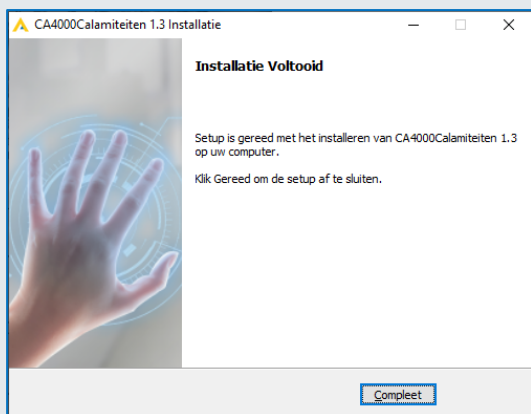 CA4000Calamiteiten 1.3 Installatie
Installatie Voltooid
Setup is gereed met het installeren van CA4000Calamiteiten 1.3
op uw computer.
Klik Gereed om de setup af te sluiten.
Compleet